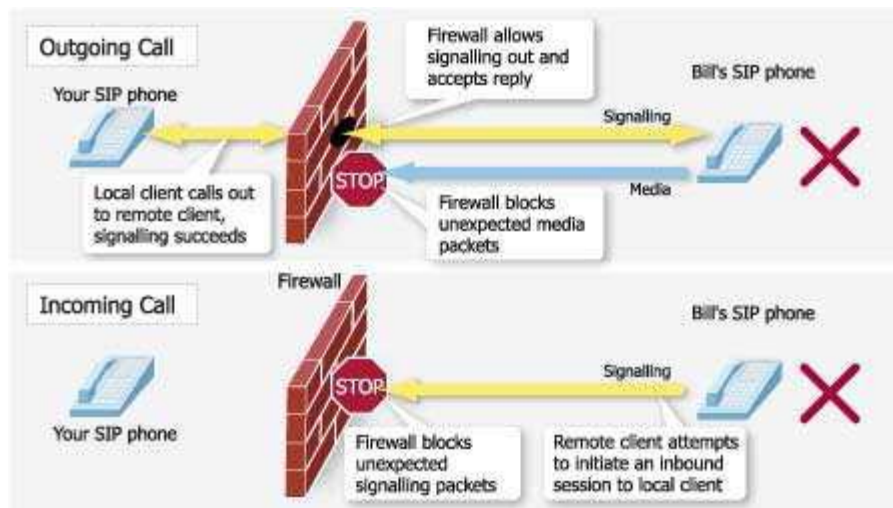 Outgoing Call
Your SIP phone
Firewall allows
signalling out and
accepts reply
Bill's SIP phone
Signalling
STOP
Media
Local client calls out
to remote client,
signalling succeeds
Firewall blocks
unexpected media
packets
Firewall
Incoming Call
Bill's SIP phone
Signalling
STOP
Your SIP phone
Firewall blocks
unexpected
signalling packets
Remote client attempts
to initiate an inbound
session to local client